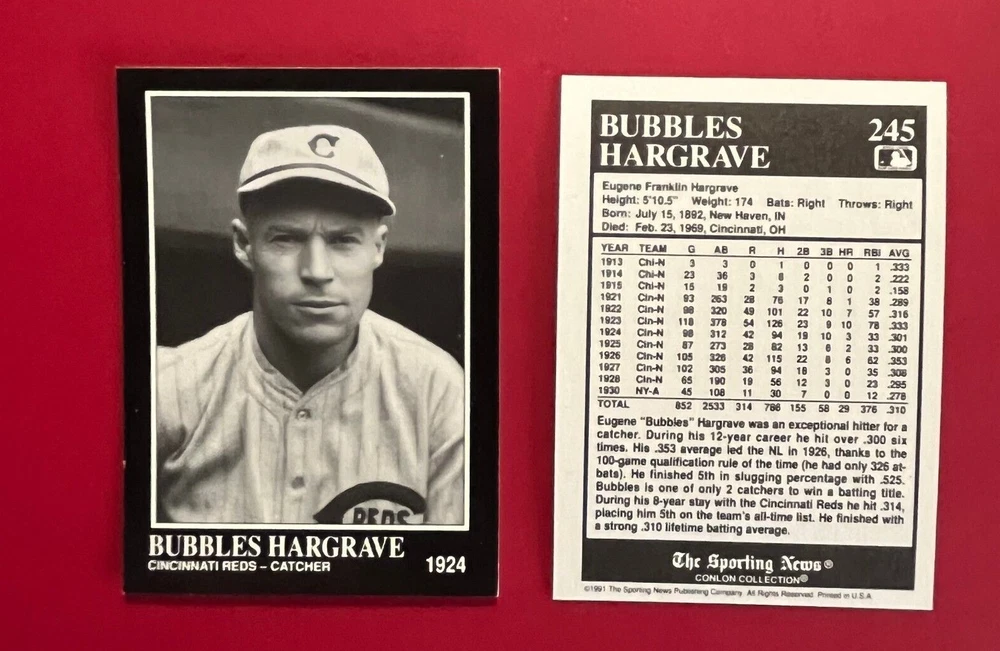 C
REDS
BUBBLES HARGRAVE
CINCINNATI REDS – CATCHER 1924
BUBBLES 245
HARGRAVE
Eugene Franklin Hargrave
Height: 5'10.5" Weight: 174 Bats: Right Throws: Right
Born: July 15, 1892, New Haven, IN
Died: Feb. 23, 1969, Cincinnati, OH
YEAR TEAM G AB R H 2B 3B HR RBI AVG
1913 Chi-N 3 3 0 1 0 0 0 1 .333
1914 Chi-N 23 36 3 8 2 0 0 2 .222
1915 Chi-N 15 19 2 3 0 1 0 2 .158
1921 Cin-N 93 263 28 76 17 8 1 38 .289
1922 Cin-N 98 320 49 101 22 10 7 57 .316
1923 Cin-N 118 378 54 126 23 9 10 78 .333
1924 Cin-N 98 312 42 94 19 10 3 33 .301
1925 Cin-N 87 273 28 82 13 6 2 33 .300
1926 Cin-N 105 326 42 115 22 8 6 62 .353
1927 Cin-N 102 305 36 94 18 3 0 35 .308
1928 Cin-N 65 190 19 56 12 3 0 23 .295
1930 NY-A 45 108 11 30 7 0 0 12 .278
TOTAL 852 2533 314 786 155 58 29 376 .310
Eugene "Bubbles" Hargrave was an exceptional hitter for a
catcher. During his 12-year career he hit over .300 six
times. His .353 average led the NL in 1926, thanks to the
100-game qualification rule of the time (he had only 326 at-
bats). He finished 5th in slugging percentage with .525.
Bubbles is one of only 2 catchers to win a batting title.
During his 8-year stay with the Cincinnati Reds he hit .314,
placing him 5th on the team's all-time list. He finished with
a strong .310 lifetime batting average.
The Sporting News®
CONLON COLLECTION®
©1991 The Sporting News Publishing Company. All Rights Reserved. Printed in U.S.A.